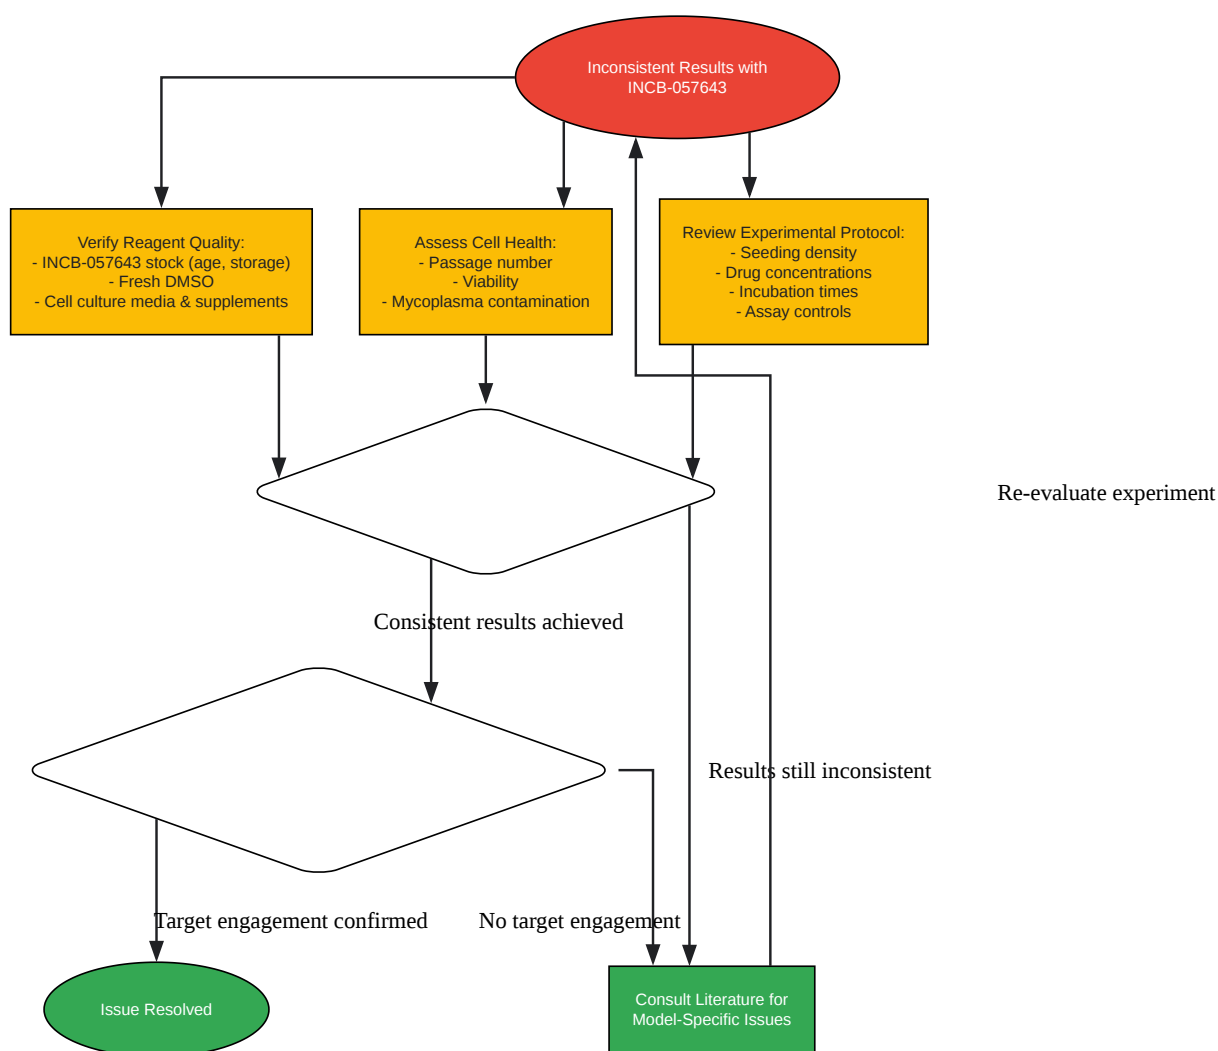 Inconsistent Results with
INCB-057643
Verify Reagent Quality:
- INCB-057643 stock (age, storage)
- Fresh DMSO
- Cell culture media & supplements
Assess Cell Health:
- Passage number
- Viability
- Mycoplasma contamination
Review Experimental Protocol:
- Seeding density
- Drug concentrations
- Incubation times
- Assay controls
Re-evaluate experiment
Consistent results achieved
Results still inconsistent
Target engagement confirmed
No target engagement
Issue Resolved
Consult Literature for
Model-Specific Issues